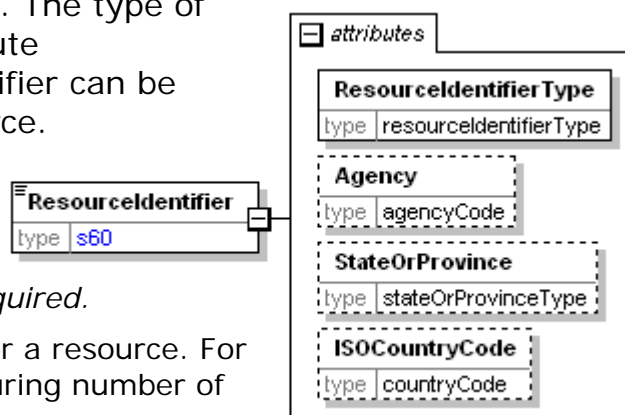 . The type of
ute
ifier can be
rce.
attributes
ResourceIdentifierType
type resourceIdentifierType
Agency
type agencyCode
ResourceIdentifier
type s60
StateOrProvince
type stateOrProvinceType
quired.
r a resource. For
uring number of
ISOCountryCode
type countryCode